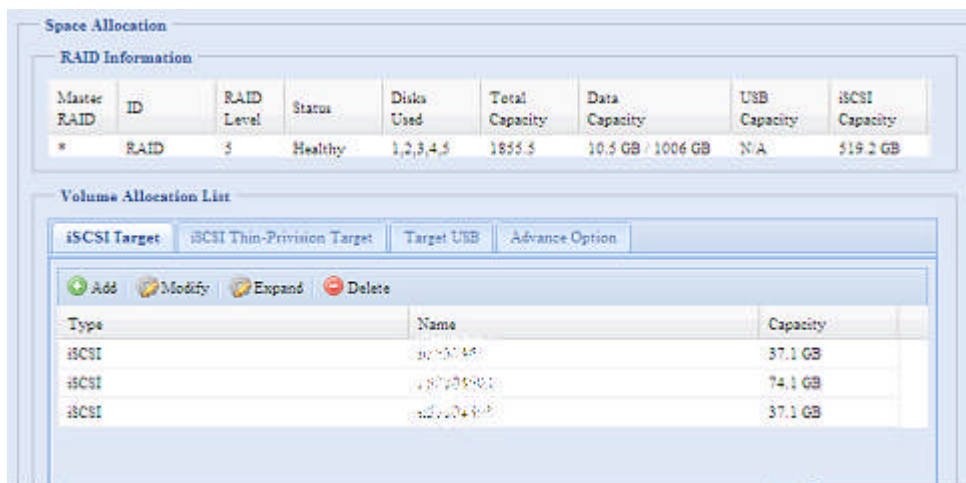 Space Allocation
RAID Information
Master RAID ID RAID Level Status Disks Used Total Capacity Data Capacity USB Capacity iSCSI Capacity
* RAID 5 Healthy 1,2,3,4,5 1855.5 10.5 GB / 1006 GB N/A 519.2 GB
Volume Allocation List
iSCSI Target iSCSI Thin-Privision Target Target USB Advance Option
Add Modify Expand Delete
Type Name Capacity
iSCSI 37.1 GB
iSCSI 74.1 GB
iSCSI 37.1 GB